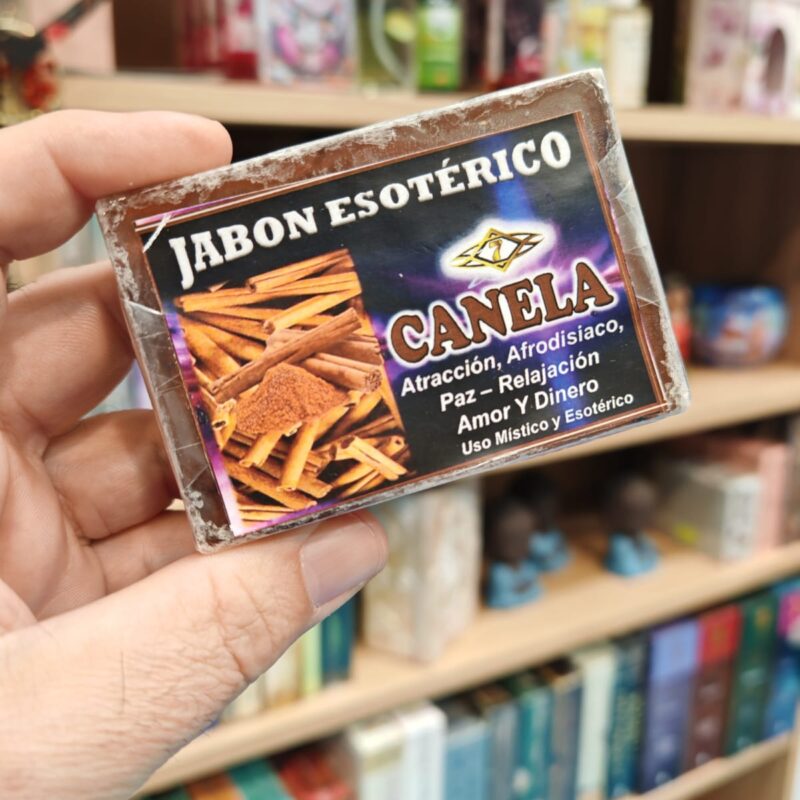 JABON ESOTÉRICO
CANELA
Atracción, Afrodisiaco,
Paz – Relajación
Amor Y Dinero
Uso Místico y Esotérico